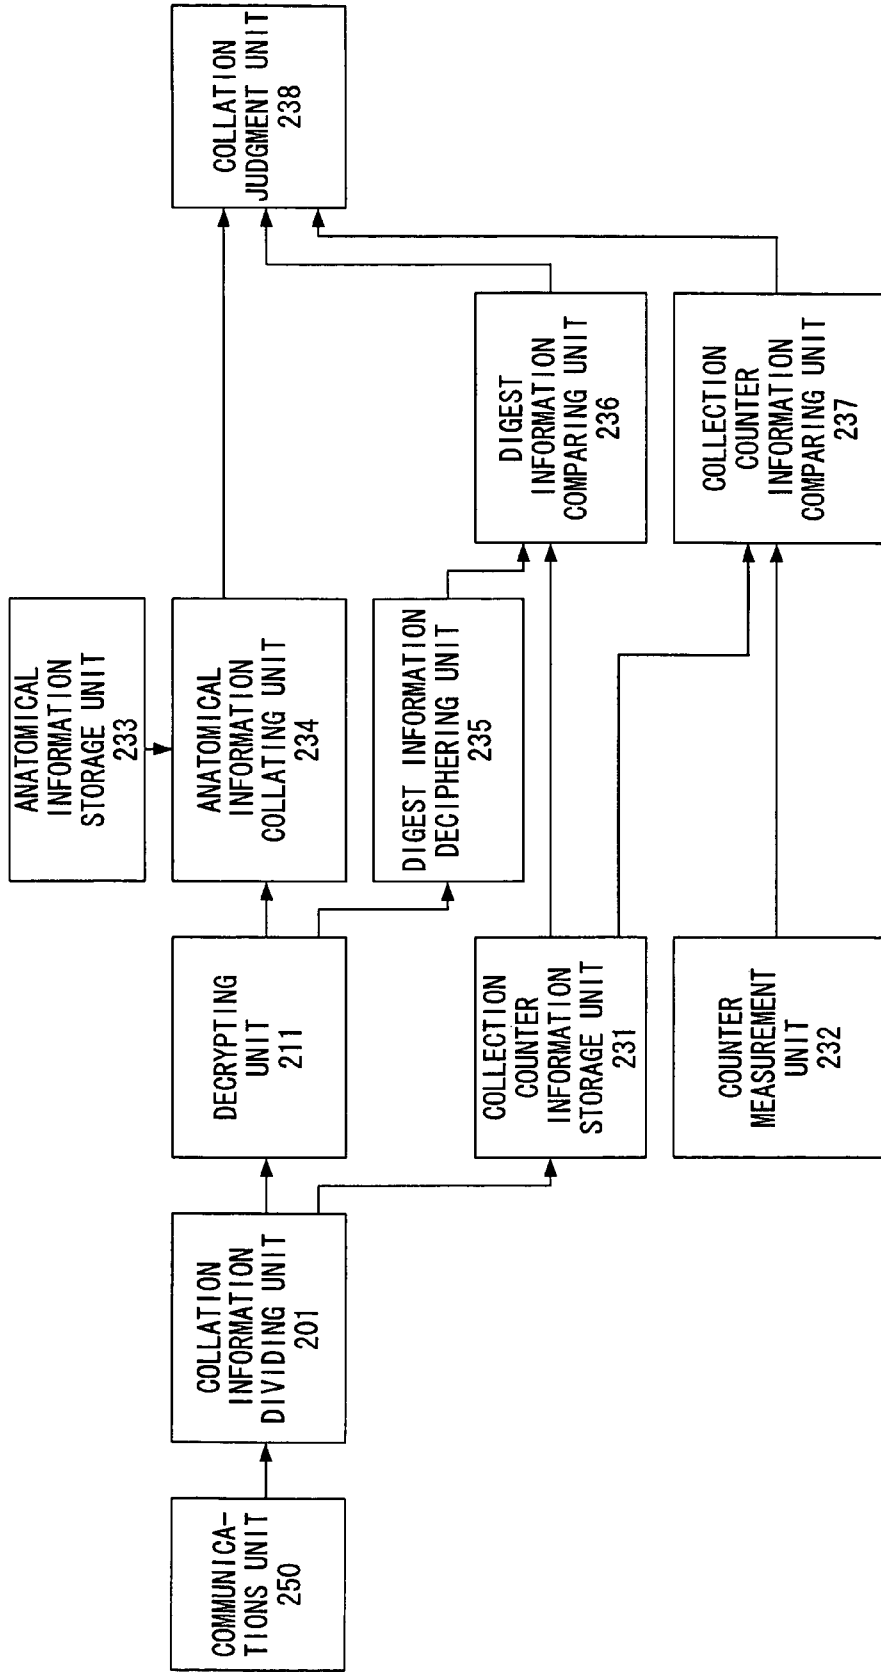 COMMUNICA-
TIONS UNIT
250
COLLATION
INFORMATION
DIVIDING UNIT
201
DECRYPTING
UNIT
211
ANATOMICAL
INFORMATION
STORAGE UNIT
233
ANATOMICAL
INFORMATION
COLLATING UNIT
234
DIGEST INFORMATION
DECIPHERING UNIT
235
COLLECTION
COUNTER
INFORMATION
STORAGE UNIT
231
COUNTER
MEASUREMENT
UNIT
232
DIGEST
INFORMATION
COMPARING UNIT
236
COLLECTION
COUNTER
INFORMATION
COMPARING UNIT
237
COLLATION
JUDGMENT UNIT
238